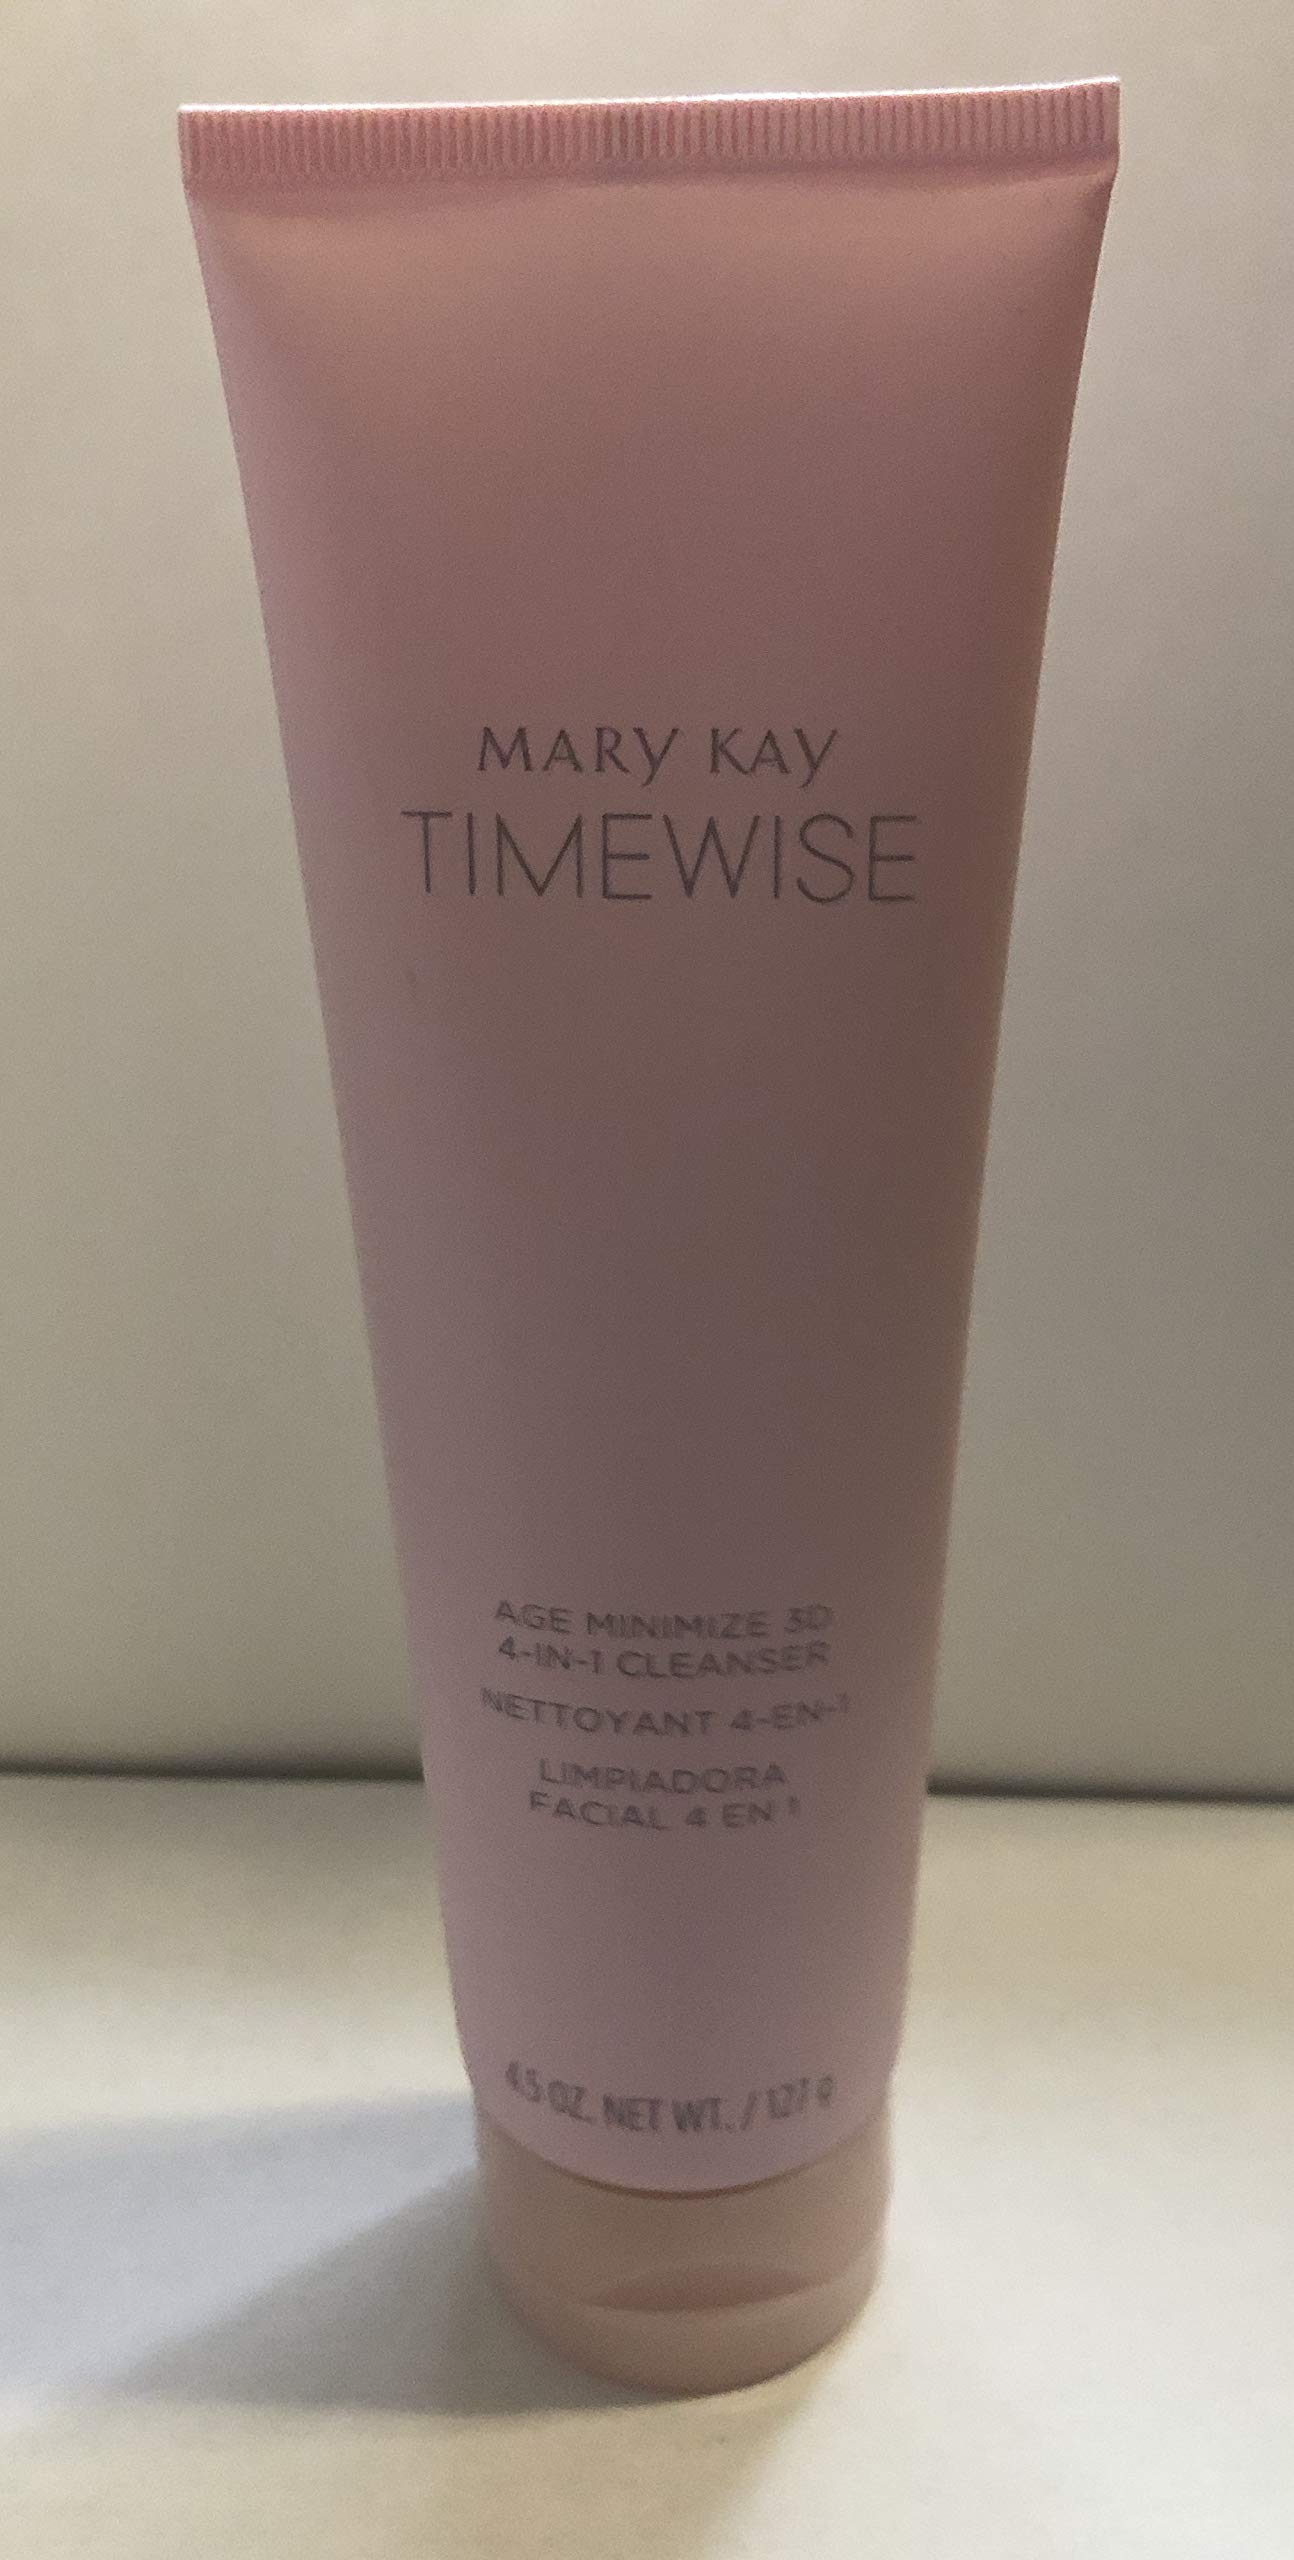 MARY KAY
TIMEWISE
AGE MINIMIZE 3D
4-IN-1 CLEANSER
NETTOYANT 4-EN-1
LIMPIADORA
FACIAL 4 EN 1
4.5 OZ. NET WT. / 127 g